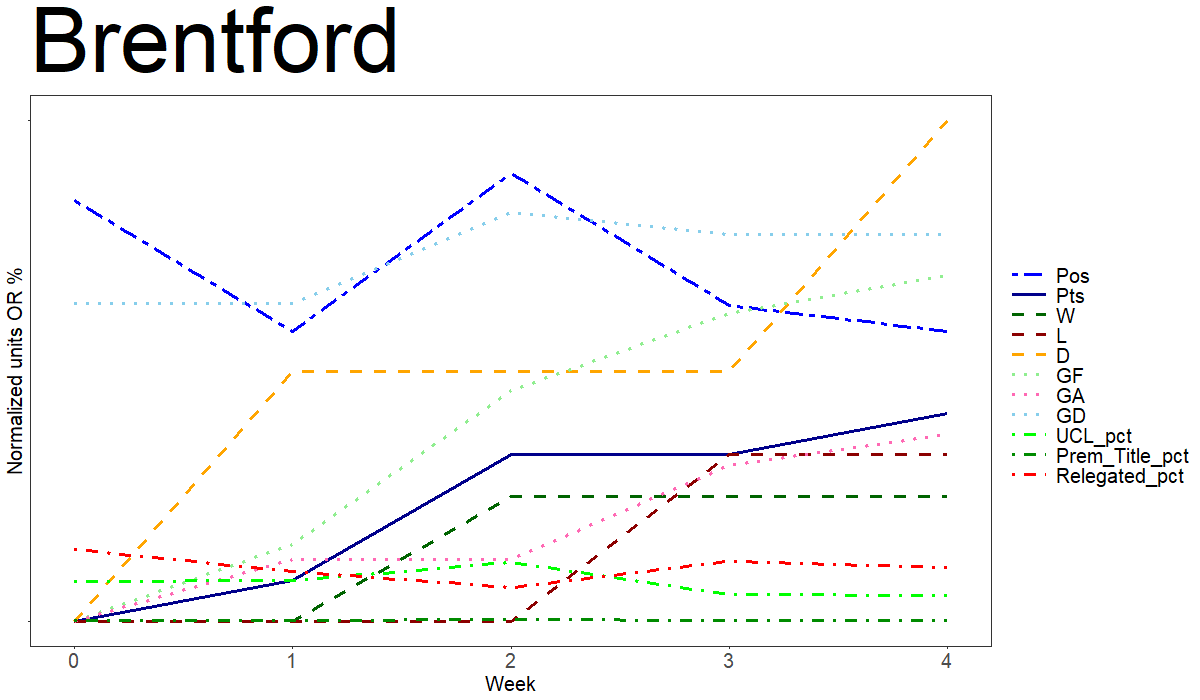 Brentford
Normalized units OR %
Pos
Pts
W
L
D
GF
GA
GD
UCL_pct
Prem_Title_pct
Relegated_pct
0 1 2 3 4
Week